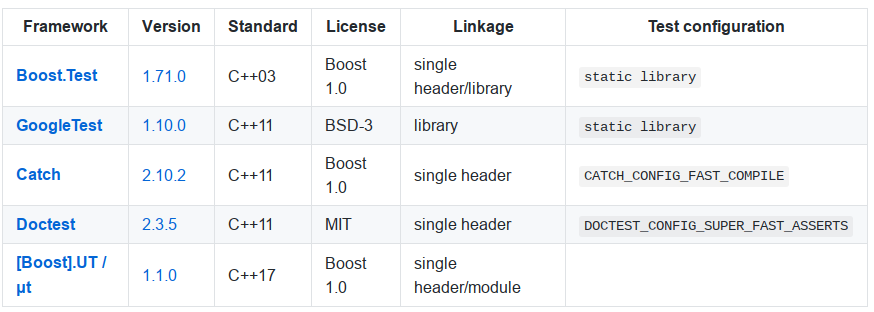 Framework Version Standard License Linkage Test configuration
Boost.Test 1.71.0 C++03 Boost 1.0 single header/library static library
GoogleTest 1.10.0 C++11 BSD-3 library static library
Catch 2.10.2 C++11 Boost 1.0 single header CATCH_CONFIG_FAST_COMPILE
Doctest 2.3.5 C++11 MIT single header DOCTEST_CONFIG_SUPER_FAST_ASSERTS
[Boost].UT / μt 1.1.0 C++17 Boost 1.0 single header/module